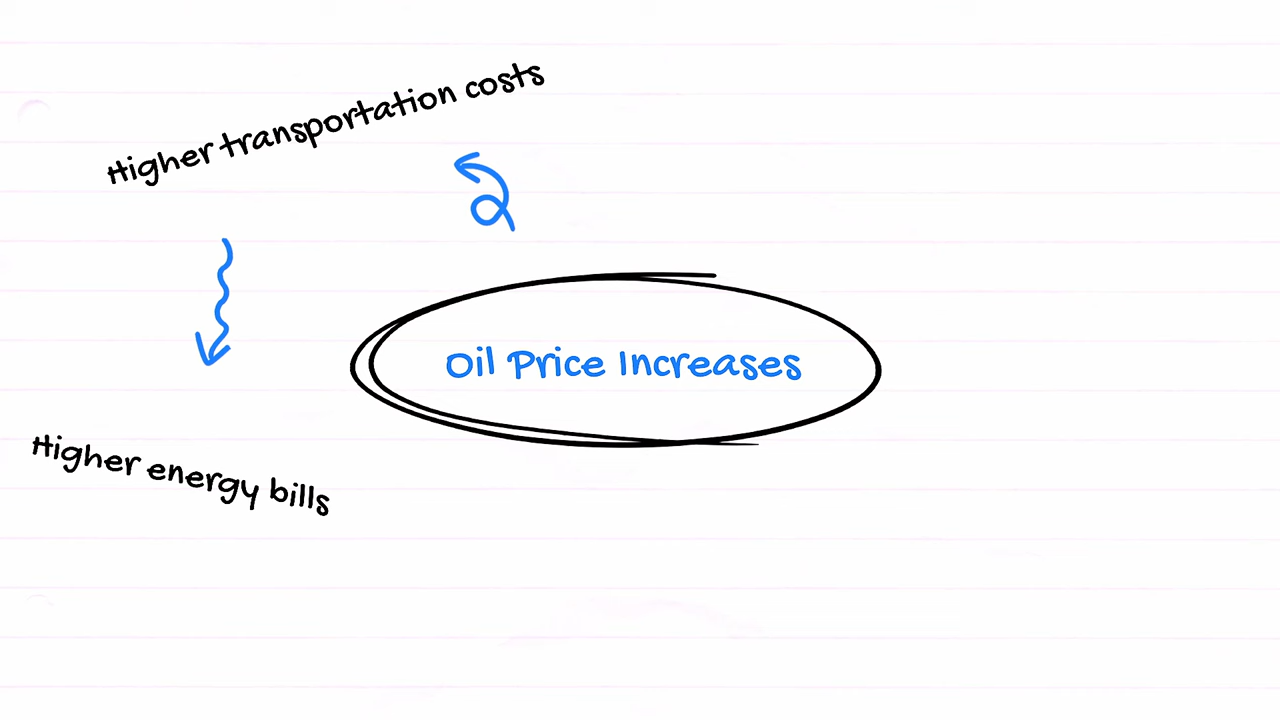 Higher transportation costs
Oil Price Increases
Higher energy bills